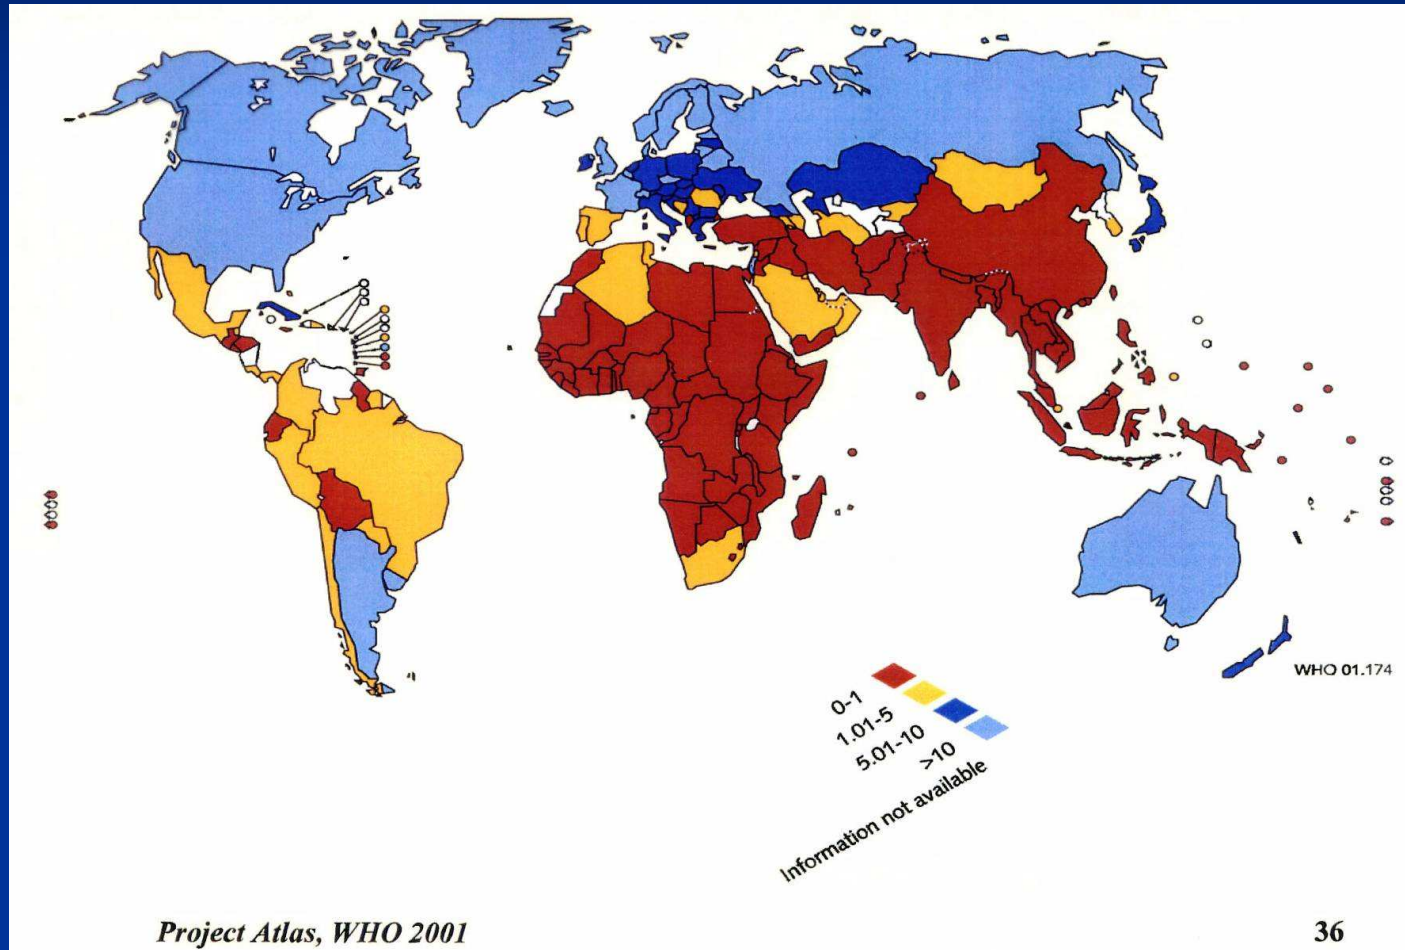 WHO 01.174
0-1
1.01-5
5.01-10
>10
Information not available
Project Atlas, WHO 2001
36